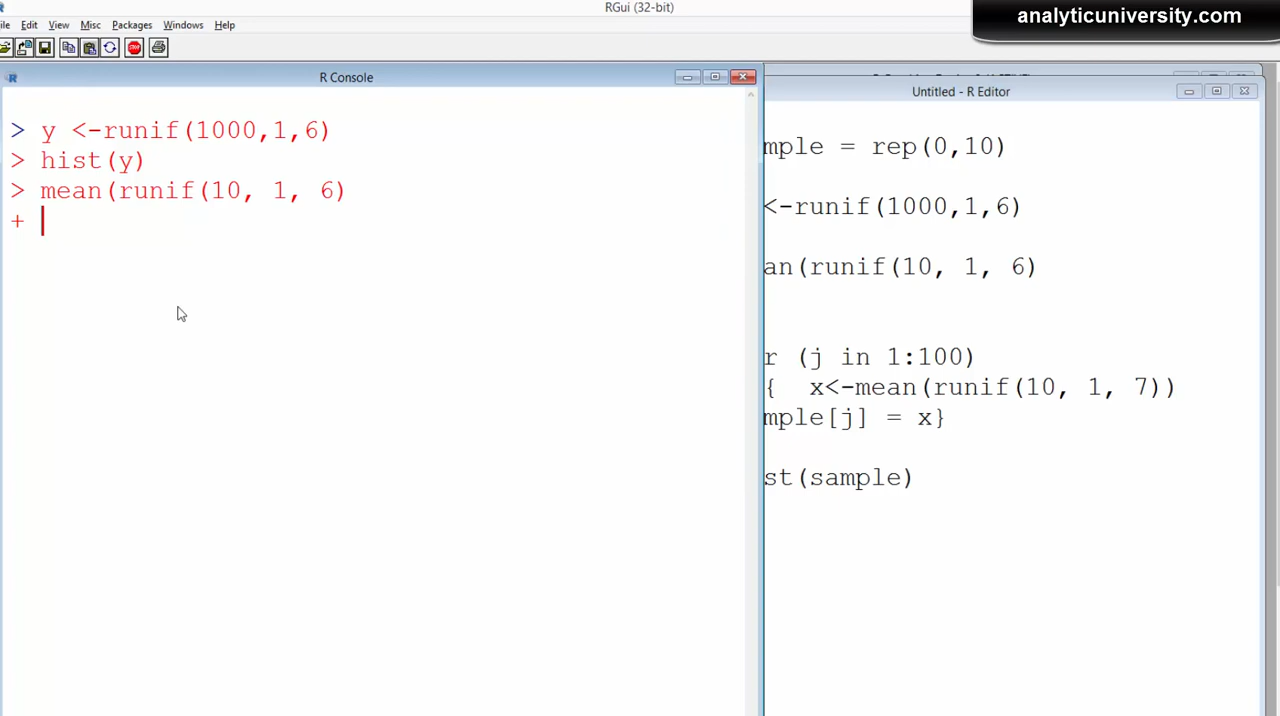 RGui (32-bit)
analyticuniversity.com
ile Edit View Misc Packages Windows Help
STOP
R R Console
> y <-runif(1000,1,6)
> hist(y)
> mean(runif(10, 1, 6)
+
Untitled - R Editor
mple = rep(0,10)
<-runif(1000,1,6)
an(runif(10, 1, 6)
r (j in 1:100)
{ x<-mean(runif(10, 1, 7))
mple[j] = x}
st(sample)